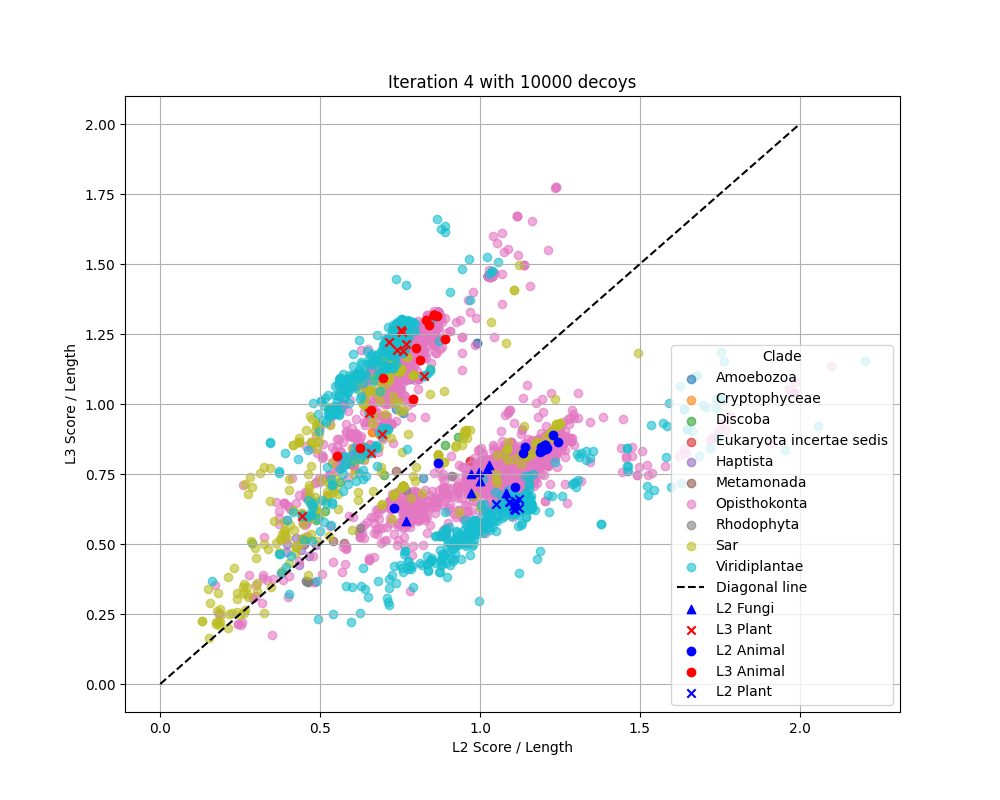 Iteration 4 with 10000 decoys
L3 Score / Length
2.00
1.75
1.50
1.25
1.00
0.75
0.50
0.25
0.00
0.0
0.5
1.0
1.5
2.0
L2 Score / Length
Clade
Amoebozoa
Cryptophyceae
Discoba
Eukaryota incertae sedis
Haptista
Metamonada
Opisthokonta
Rhodophyta
Sar
Viridiplantae
Diagonal line
L2 Fungi
L3 Plant
L2 Animal
L3 Animal
L2 Plant